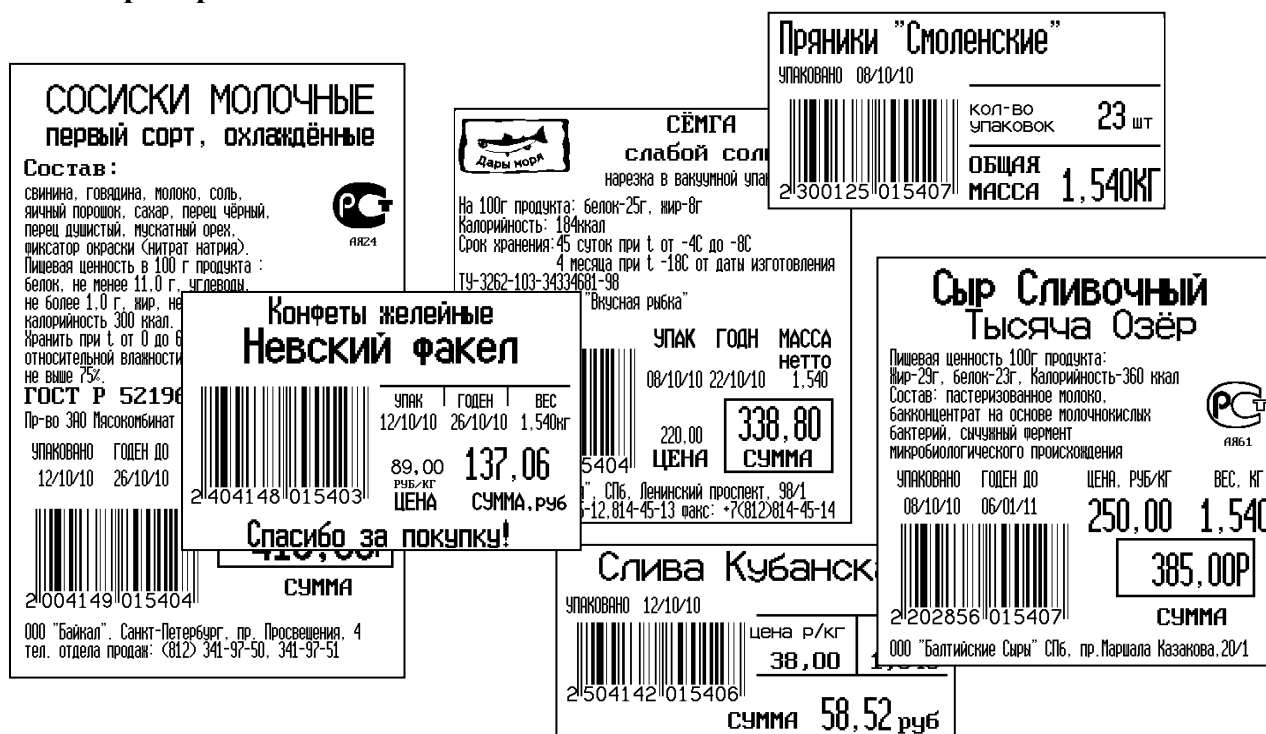 СОСИСКИ МОЛОЧНЫЕ
первый сорт, охлаждённые
Состав:
свинина, говядина, молоко, соль,
яичный порошок, сахар, перец чёрный,
перец душистый, мускатный орех,
фиксатор окраски (нитрат натрия).
Пищевая ценность в 100 г продукта :
белок, не менее 11,0 г, углеводы,
не более 1,0 г, жир, не
калорийность 300 ккал.
Хранить при t от 0 до 6
относительной влажности
не выше 75%.
ГОСТ Р 52196
Пр-во ЗАО Мясокомбинат
РСТ
АЯ24
УПАКОВАНО ГОДЕН ДО
12/10/10 26/10/10
2 004149 015404
СУММА
ООО "Байкал". Санкт-Петербург, пр. Просвещения, 4
тел. отдела продаж: (812) 341-97-50, 341-97-51
Конфеты желейные
Невский факел
УПАК ГОДЕН ВЕС
12/10/10 26/10/10 1,540кг
89,00 137,06
РУБ/КГ
ЦЕНА СУММА,руб
2 404148 015403
Спасибо за покупку!
Дары моря
СЁМГА
слабой
нарезка в вакуумной
На 100г продукта: белок-25г, жир-8г
Калорийность: 184ккал
Срок хранения:45 суток при t от -4С до -8С
4 месяца при t -18С от даты изготовления
ТУ-3262-103-34334681-98
"Вкусная рыбка"
УПАК ГОДН МАССА
нетто
08/10/10 22/10/10 1,540
220,00 338,80
ЦЕНА СУММА
5404
", СПб, Ленинский проспект, 98/1
-12,814-45-13 факс: +7(812)814-45-14
Пряники "Смоленские"
УПАКОВАНО 08/10/10
КОЛ-ВО
УПАКОВОК 23 шт
ОБЩАЯ
МАССА 1,540КГ
2 300125 015407
Сыр Сливочный
Тысяча Озёр
Пищевая ценность 100г продукта:
Жир-29г, белок-23г, Калорийность-360 ккал
Состав: пастеризованное молоко,
бакконцентрат на основе молочнокислых
бактерий, сычужный фермент
микробиологического происхождения
РСТ
АЯ61
УПАКОВАНО ГОДЕН ДО ЦЕНА, РУБ/КГ ВЕС, КГ
08/10/10 06/01/11 250,00 1,540
385,00Р
СУММА
2 202856 015407
ООО "Балтийские Сыры" СПб, пр.Маршала Казакова,20/1
Слива Кубанска
УПАКОВАНО 12/10/10
цена р/кг
38,00
2 504142 015406
СУММА 58,52 руб